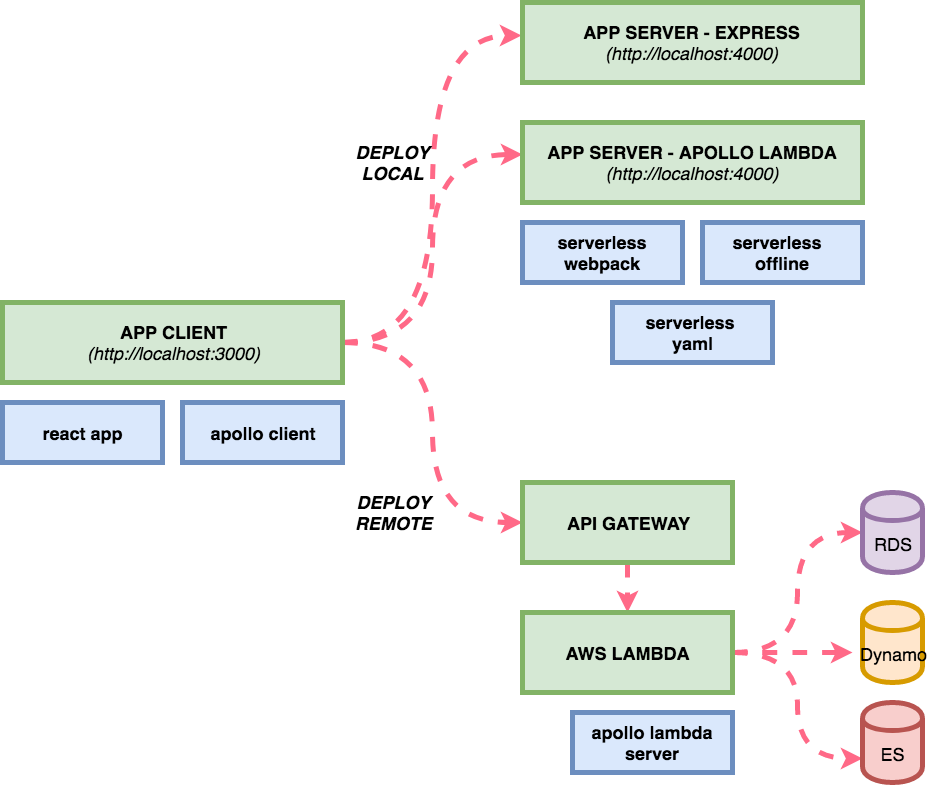 APP SERVER - EXPRESS
(http://localhost:4000)
DEPLOY
LOCAL
APP SERVER - APOLLO LAMBDA
(http://localhost:4000)
serverless
webpack
serverless
offline
serverless
yaml
APP CLIENT
(http://localhost:3000)
react app
apollo client
DEPLOY
REMOTE
API GATEWAY
RDS
AWS LAMBDA
Dynamo
apollo lambda
server
ES